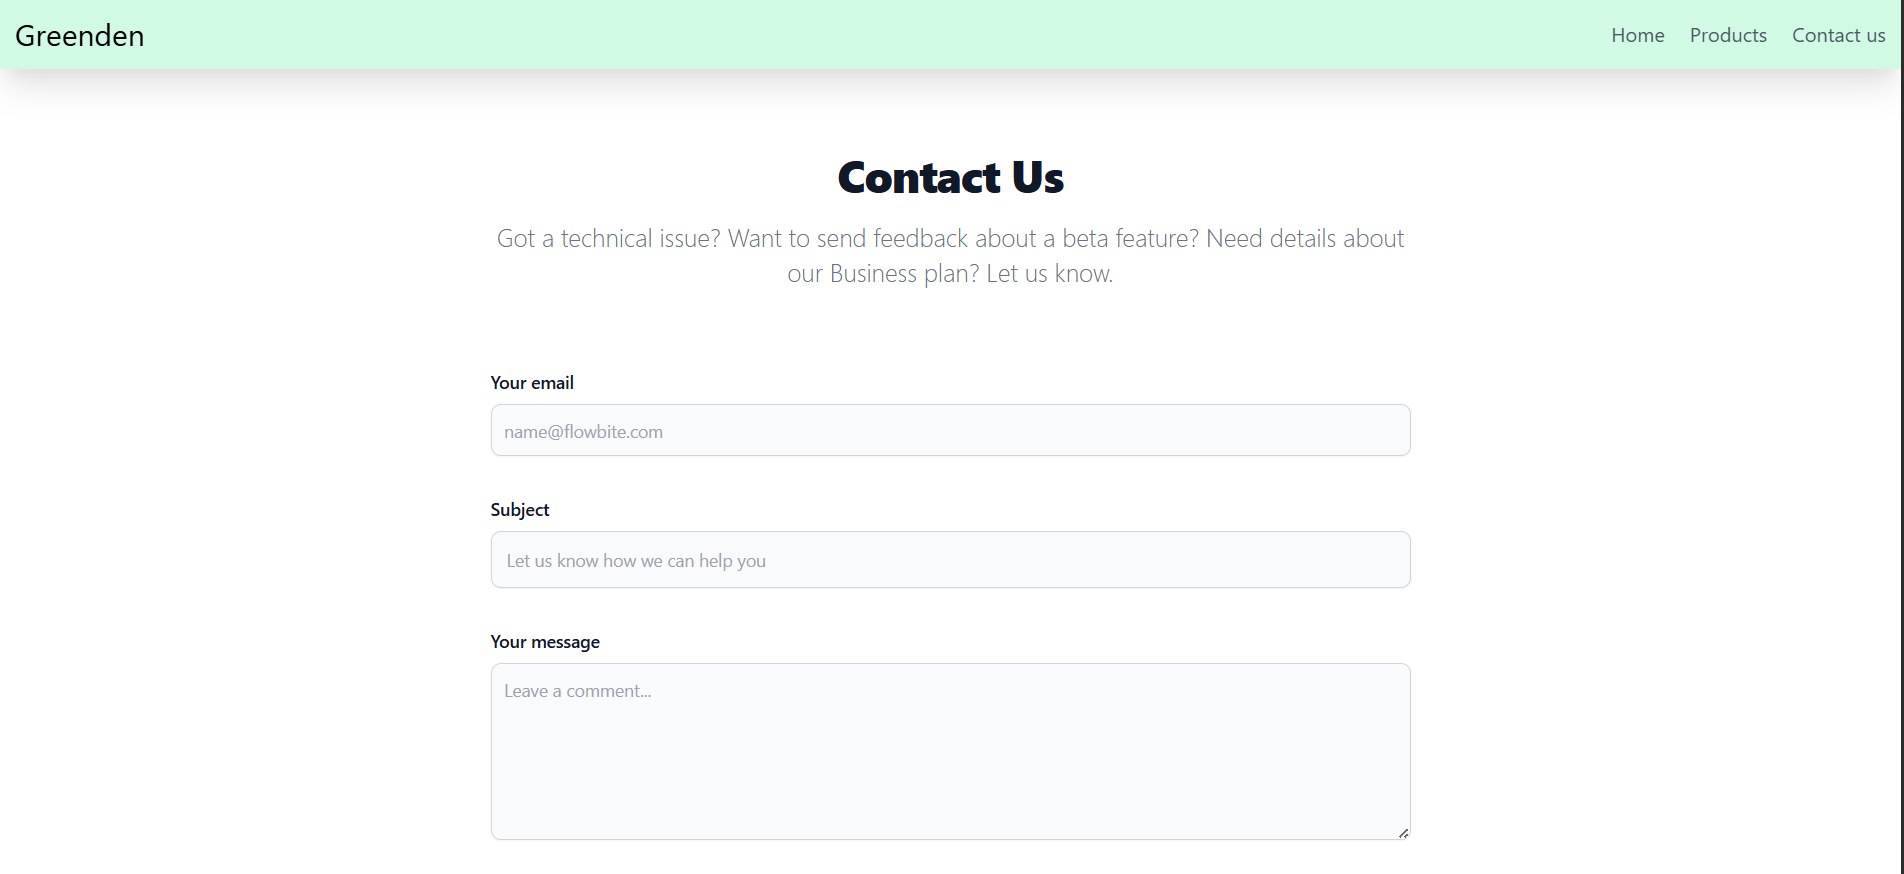 Greenden
Home Products Contact us
Contact Us
Got a technical issue? Want to send feedback about a beta feature? Need details about
our Business plan? Let us know.
Your email
name@flowbite.com
Subject
Let us know how we can help you
Your message
Leave a comment...